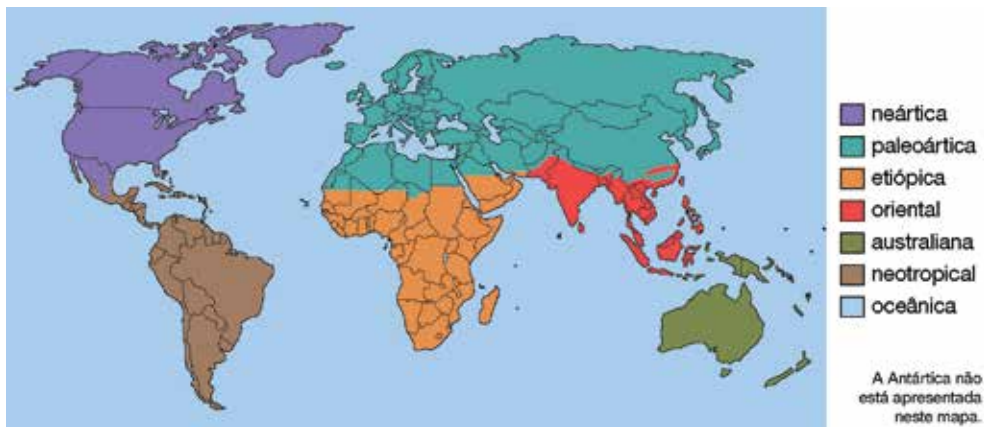 neártica
paleoártica
etiópica
oriental
australiana
neotropical
oceânica
A Antártica não
está apresentada
neste mapa.